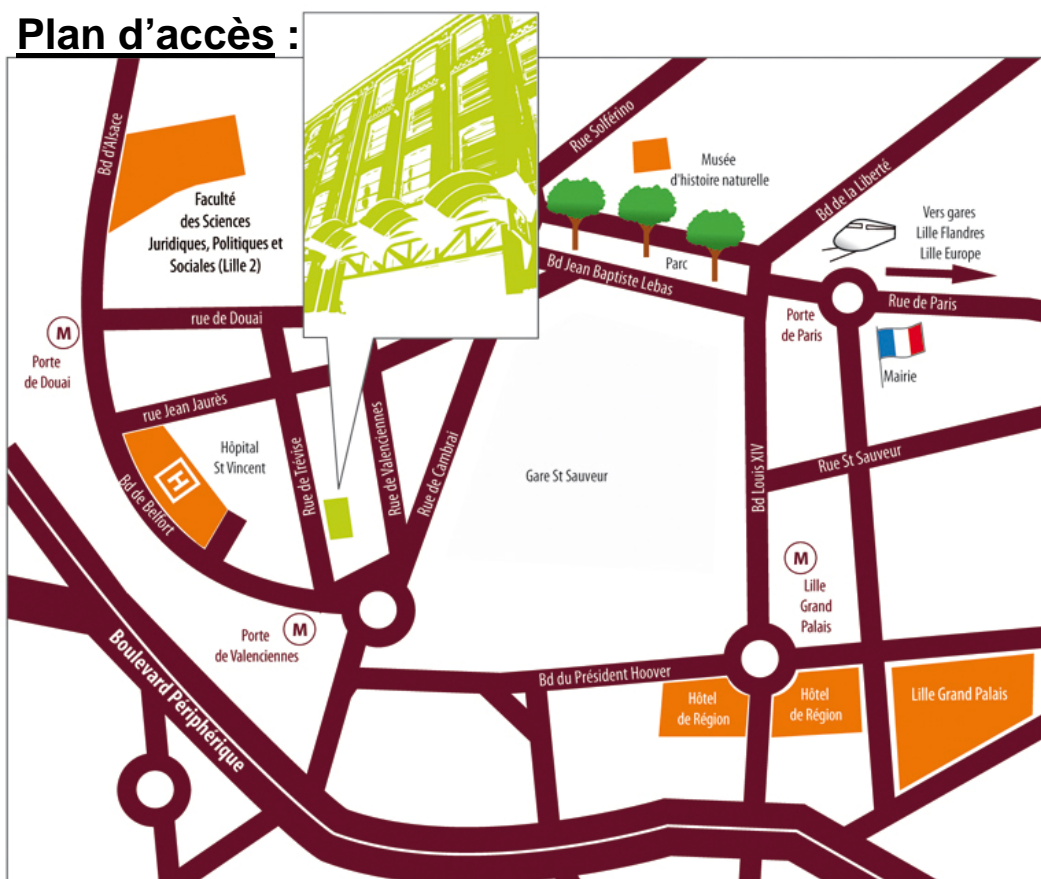 Plan d'accès :
Bd d'Alsace
Faculté
des Sciences
Juridiques, Politiques et
Sociales (Lille 2)
Rue Solférino
Musée
d'histoire naturelle
Bd de la Liberté
Vers gares
Lille Flandres
Lille Europe
Parc
Bd Jean Baptiste Lebas
Rue de Paris
Porte
de Paris
Mairie
M
Porte
de Douai
rue de Douai
rue Jean Jaurès
Hôpital
St Vincent
H
Bd de Belfort
Rue de Trévise
Rue de Valenciennes
Rue de Cambrai
Gare St Sauveur
Bd Louis XIV
Rue St Sauveur
M
Lille
Grand
Palais
M
Porte
de Valenciennes
Boulevard Périphérique
Bd du Président Hoover
Hôtel
de Région
Hôtel
de Région
Lille Grand Palais